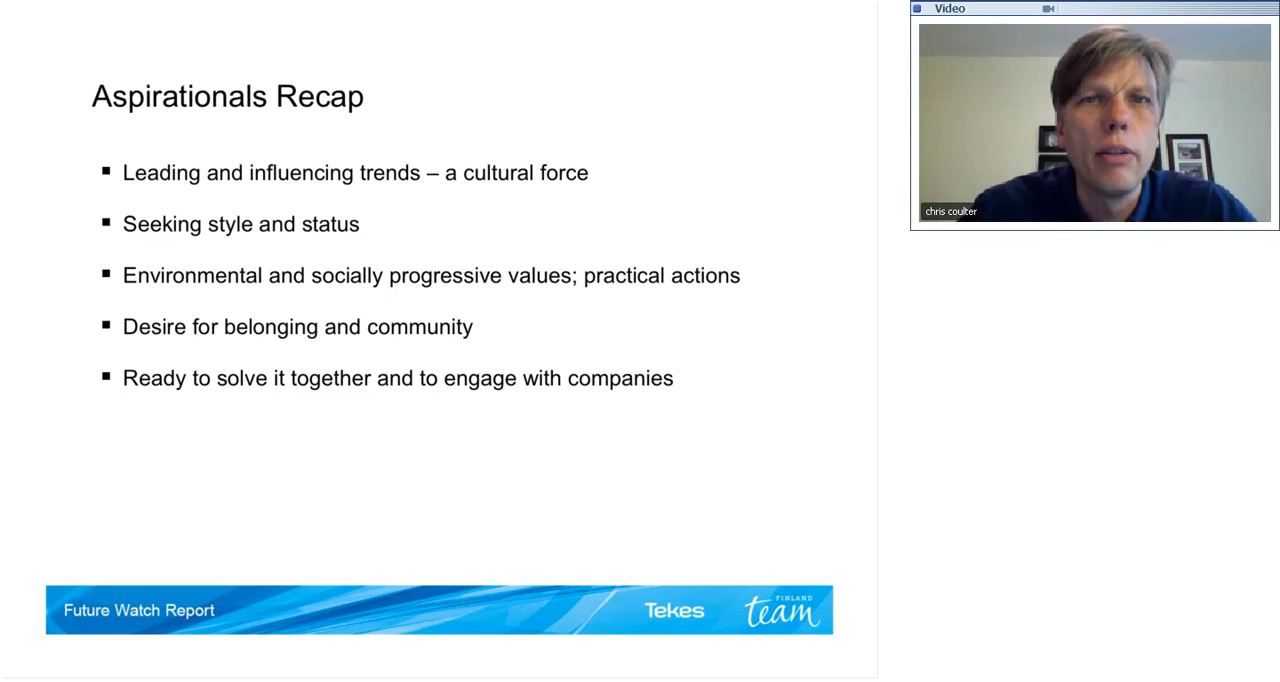 Video
chris coulter
Aspirationals Recap
Leading and influencing trends – a cultural force
Seeking style and status
Environmental and socially progressive values; practical actions
Desire for belonging and community
Ready to solve it together and to engage with companies
Future Watch Report
Tekes
FINLAND
team